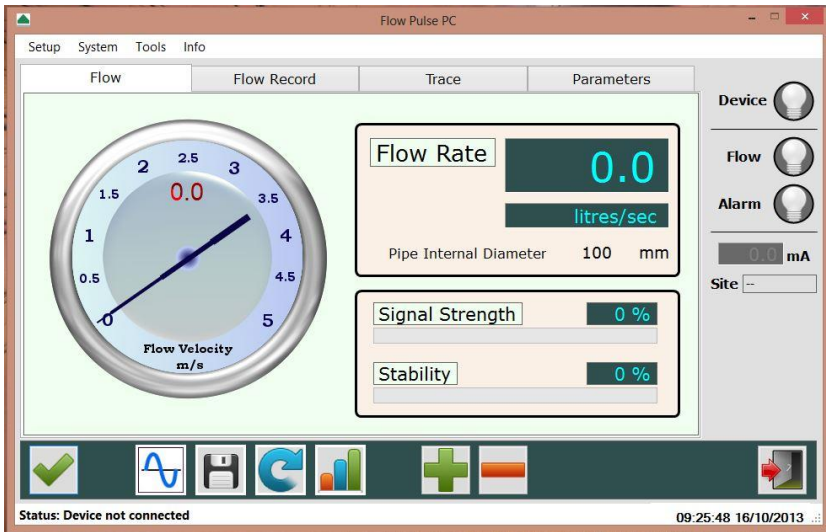 Flow Pulse PC
Setup System Tools Info
Flow Flow Record Trace Parameters
Device
Flow
Alarm
0.0 mA
Site --
0
0.5
1
1.5
2
2.5
3
3.5
4
4.5
5
0.0
Flow Velocity
m/s
Flow Rate 0.0
litres/sec
Pipe Internal Diameter 100 mm
Signal Strength 0 %
Stability 0 %
Status: Device not connected 09:25:48 16/10/2013